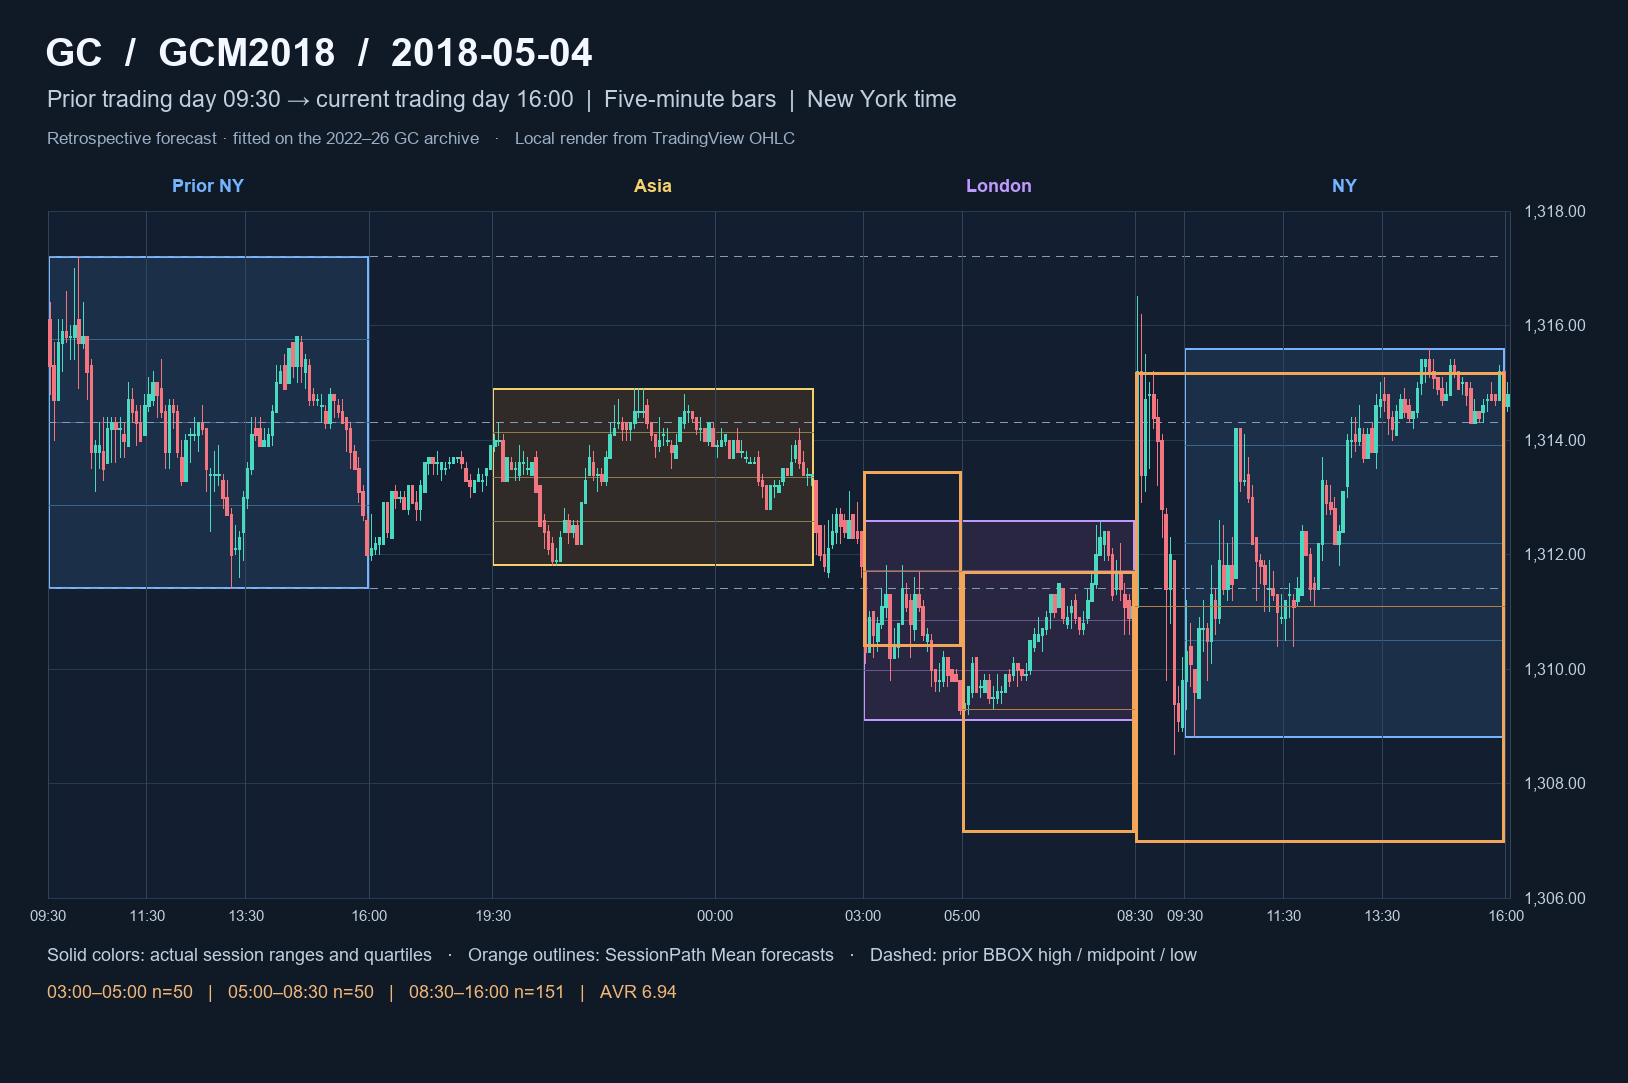 GC / GCM2018 / 2018-05-04
Prior trading day 09:30 → current trading day 16:00 | Five-minute bars | New York time
Retrospective forecast · fitted on the 2022–26 GC archive · Local render from TradingView OHLC
Prior NY Asia London NY
1,318.00
1,316.00
1,314.00
1,312.00
1,310.00
1,308.00
1,306.00
09:30 11:30 13:30 16:00 19:30 00:00 03:00 05:00 08:30 09:30 11:30 13:30 16:00
Solid colors: actual session ranges and quartiles · Orange outlines: SessionPath Mean forecasts · Dashed: prior BBOX high / midpoint / low
03:00–05:00 n=50 | 05:00–08:30 n=50 | 08:30–16:00 n=151 | AVR 6.94